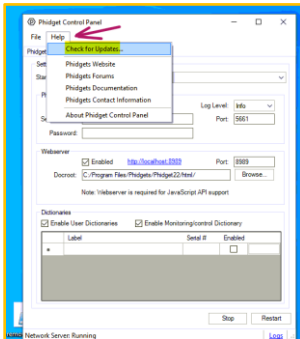 Phidget Control Panel
File Help
Check for Updates...
Phidgets Website
Phidgets Forums
Phidgets Documentation
Phidgets Contact Information
About Phidget Control Panel
Log Level: Info
Port: 5661
Password:
Webserver
Enabled http://localhost:8989 Port: 8989
Docroot: C:/Program Files/Phidgets/Phidget22/html/ Browse...
Note: Webserver is required for JavaScript API support
Dictionaries
Enable User Dictionaries Enable Monitoring/control Dictionary
Label Serial # Enabled
Stop Restart
Network Server: Running Logs